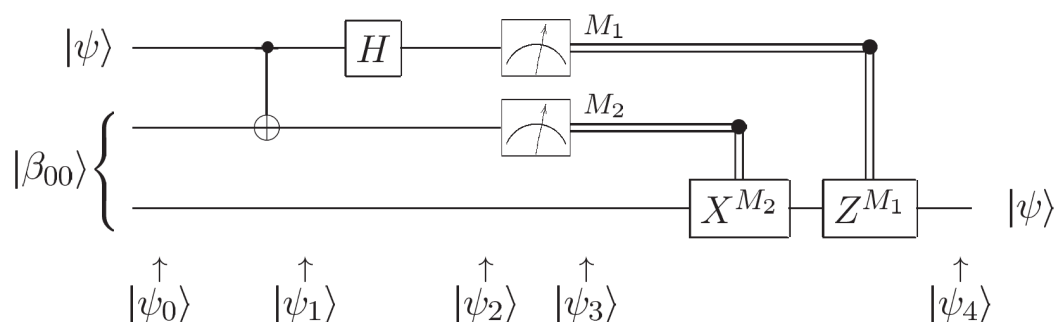 |ψ⟩ H M₁
|β₀₀⟩ M₂
X^{M₂} Z^{M₁} |ψ⟩
↑ ↑ ↑ ↑ ↑
|ψ₀⟩ |ψ₁⟩ |ψ₂⟩ |ψ₃⟩ |ψ₄⟩